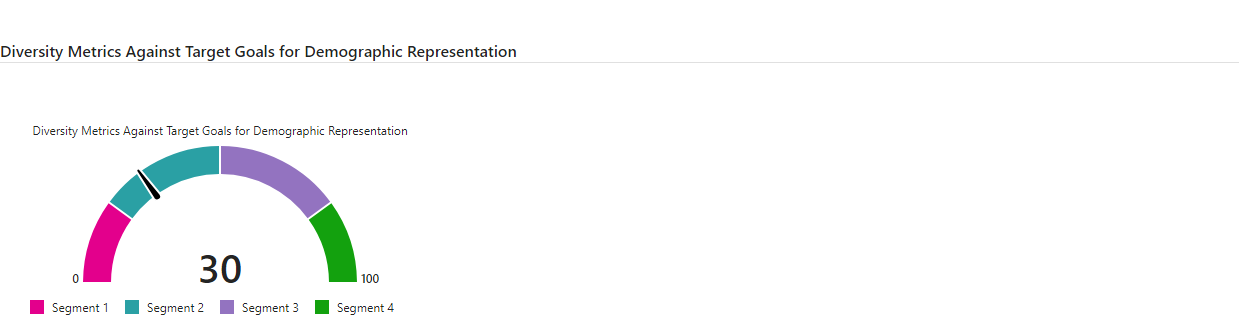 Diversity Metrics Against Target Goals for Demographic Representation
Diversity Metrics Against Target Goals for Demographic Representation
30
0 100
Segment 1 Segment 2 Segment 3 Segment 4